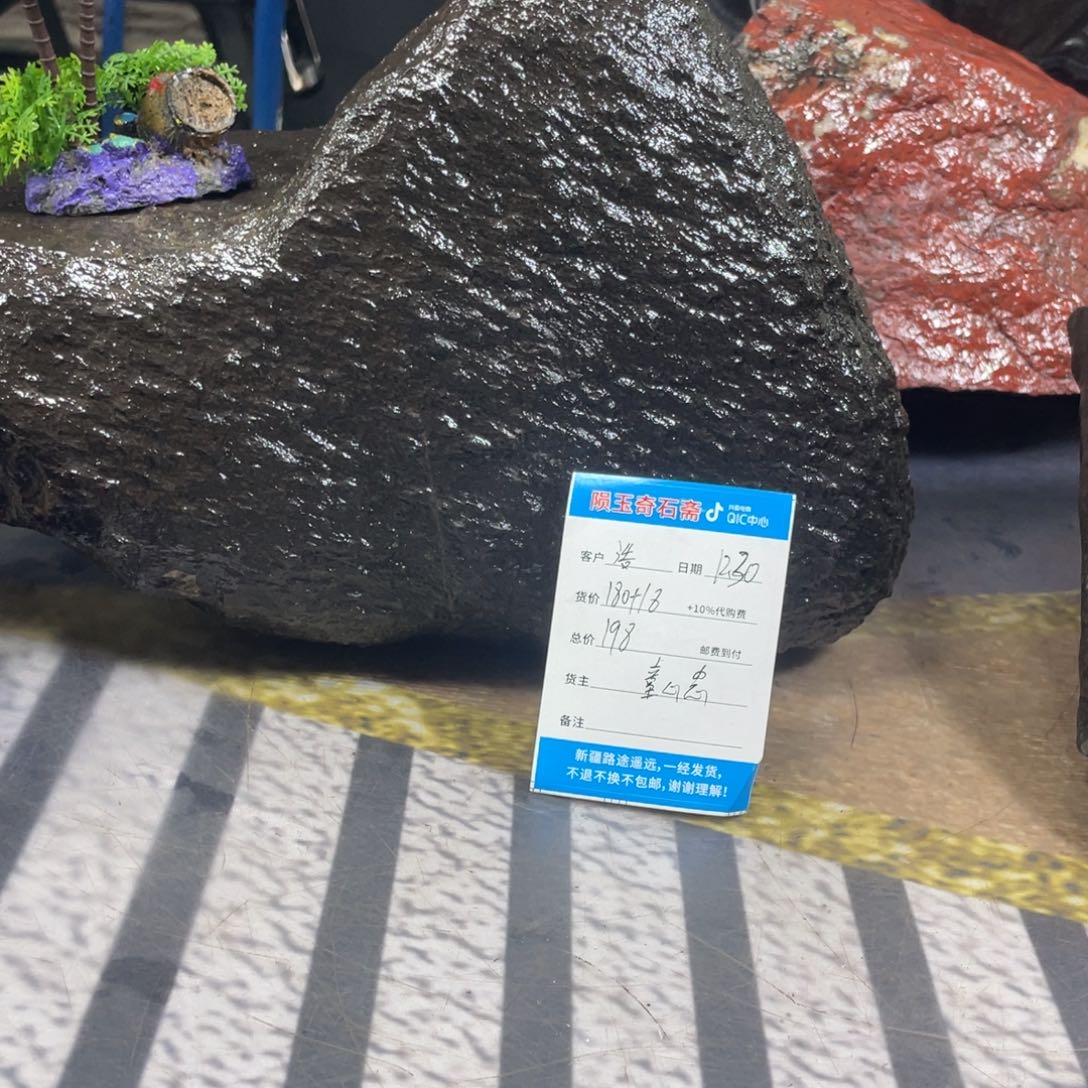 陨玉奇石斋 抖音电商 QIC中心
客户 浩 日期 12.30
货价 180+18 +10%代购费
总价 198 邮费到付
货主
备注
新疆路途遥远,一经发货,
不退不换不包邮,谢谢理解!